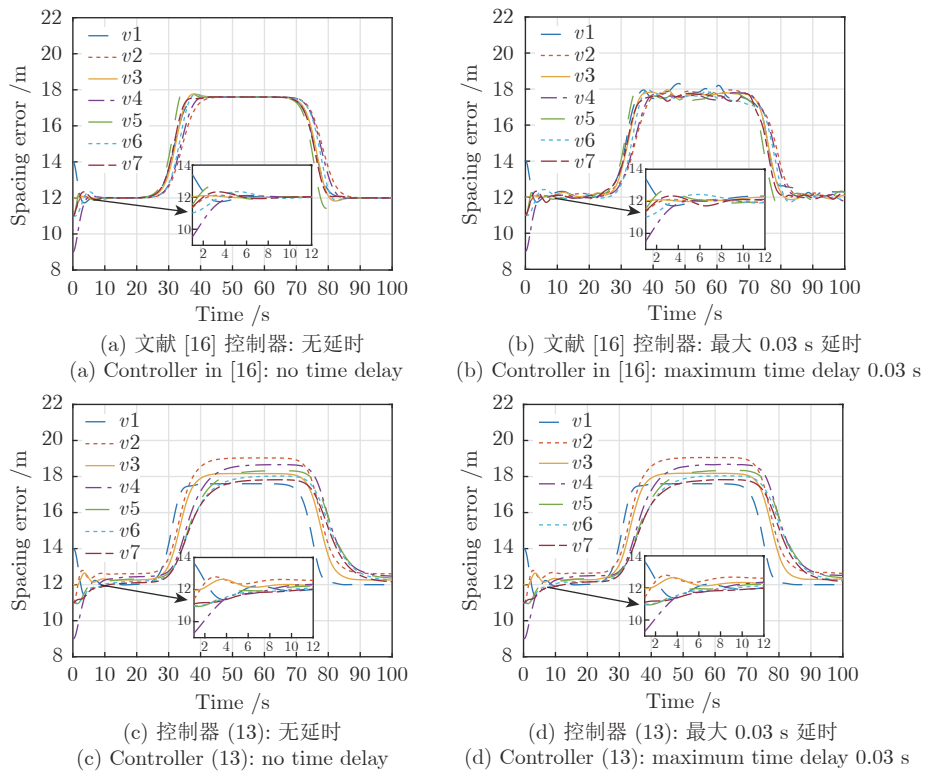 22
20
18
16
14
12
10
8
Spacing error /m
v1
v2
v3
v4
v5
v6
v7
14
12
10
2 4 6 8 10 12
0 10 20 30 40 50 60 70 80 90 100
Time /s
(a) 文献 [16] 控制器: 无延时
(a) Controller in [16]: no time delay
22
20
18
16
14
12
10
8
Spacing error /m
v1
v2
v3
v4
v5
v6
v7
14
12
10
2 4 6 8 10 12
0 10 20 30 40 50 60 70 80 90 100
Time /s
(b) 文献 [16] 控制器: 最大 0.03 s 延时
(b) Controller in [16]: maximum time delay 0.03 s
22
20
18
16
14
12
10
8
Spacing error /m
v1
v2
v3
v4
v5
v6
v7
14
12
10
2 4 6 8 10 12
0 10 20 30 40 50 60 70 80 90 100
Time /s
(c) 控制器 (13): 无延时
(c) Controller (13): no time delay
22
20
18
16
14
12
10
8
Spacing error /m
v1
v2
v3
v4
v5
v6
v7
14
12
10
2 4 6 8 10 12
0 10 20 30 40 50 60 70 80 90 100
Time /s
(d) 控制器 (13): 最大 0.03 s 延时
(d) Controller (13): maximum time delay 0.03 s